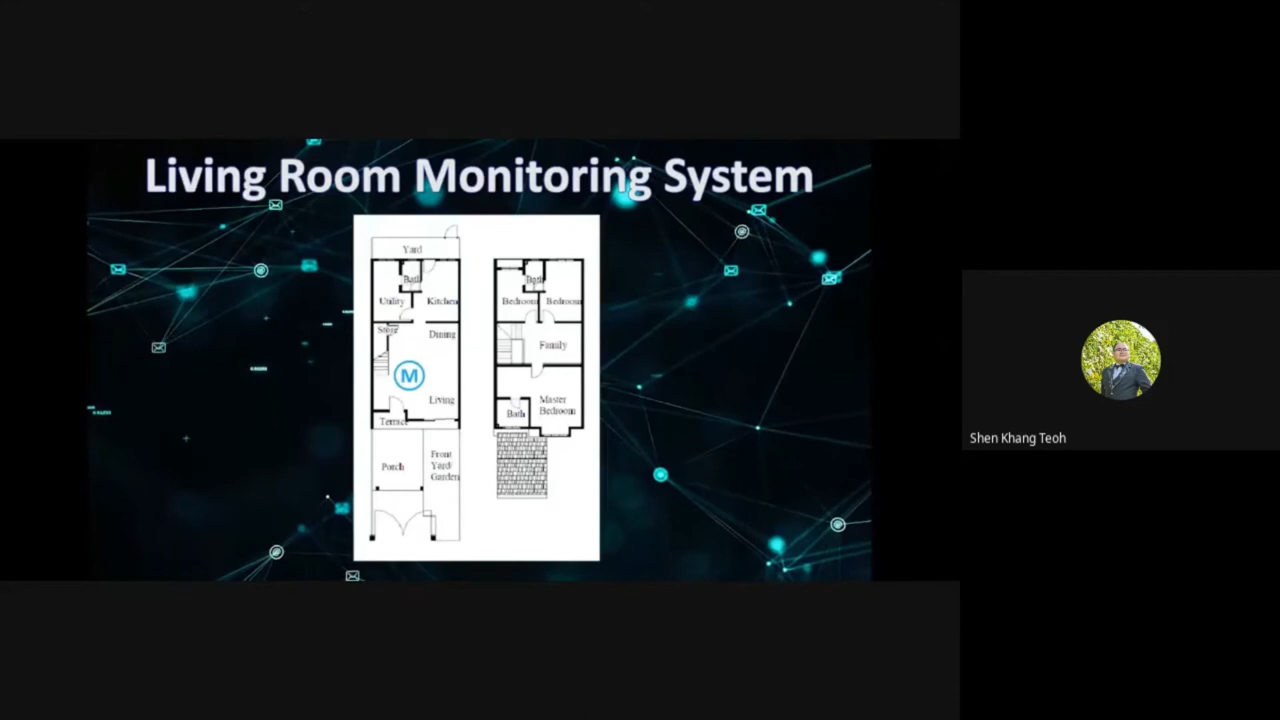 Living Room Monitoring System
Yard
Bath
Utility
Kitchen
Store
Dining
M
Living
Terrace
Porch
Front
Yard/
Garden
Bath
Bedroom
Bedroom
Family
Master
Bedroom
Bath
Shen Khang Teoh